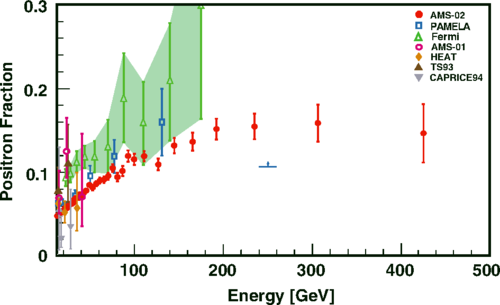 0.3
0.2
0.1
0
Positron Fraction
AMS-02
PAMELA
Fermi
AMS-01
HEAT
TS93
CAPRICE94
100
200
300
400
500
Energy [GeV]